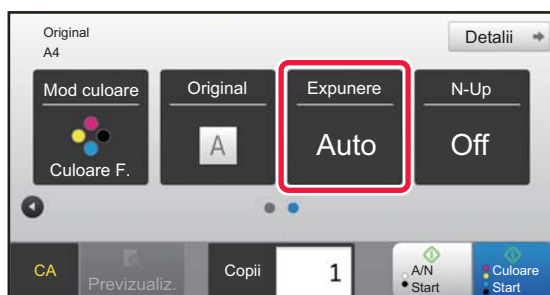 Original
A4
Detalii
Mod culoare
Original
Expunere
N-Up
A
Auto
Off
Culoare F.
CA
Previzualiz.
Copii
1
A/N
Start
Culoare
Start